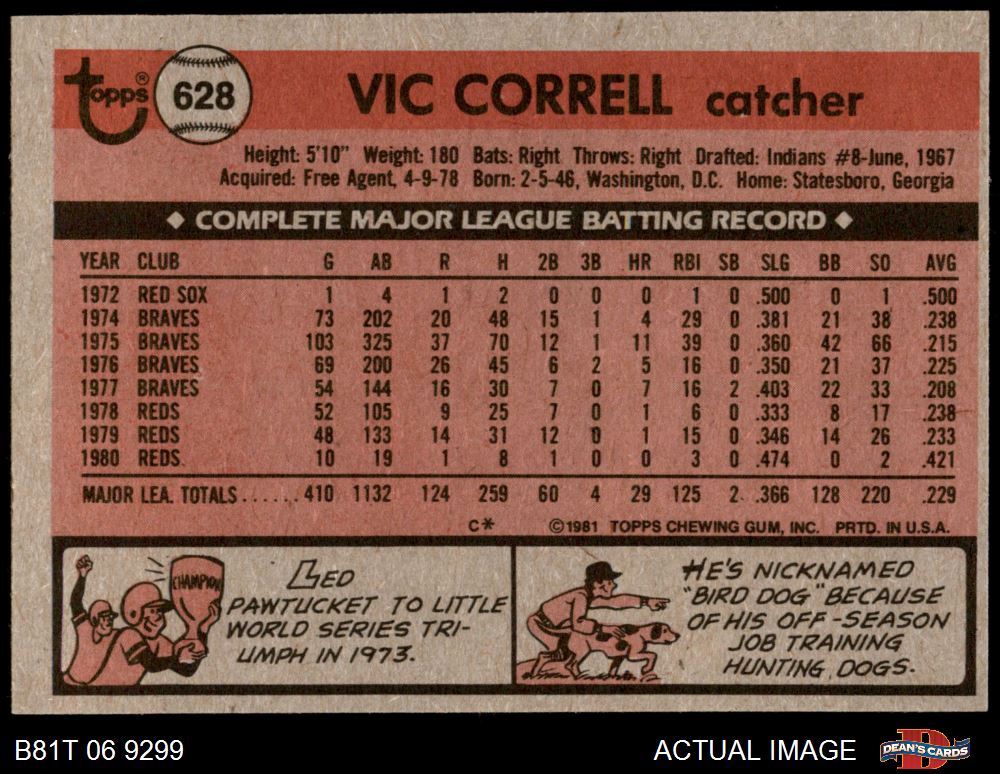 Topps® 628 VIC CORRELL catcher
Height: 5'10" Weight: 180 Bats: Right Throws: Right Drafted: Indians #8-June, 1967
Acquired: Free Agent, 4-9-78 Born: 2-5-46, Washington, D.C. Home: Statesboro, Georgia
◆ COMPLETE MAJOR LEAGUE BATTING RECORD ◆
YEAR CLUB G AB R H 2B 3B HR RBI SB SLG BB SO AVG
1972 RED SOX 1 4 1 2 0 0 0 1 0 .500 0 1 .500
1974 BRAVES 73 202 20 48 15 1 4 29 0 .381 21 38 .238
1975 BRAVES 103 325 37 70 12 1 11 39 0 .360 42 66 .215
1976 BRAVES 69 200 26 45 6 2 5 16 0 .350 21 37 .225
1977 BRAVES 54 144 16 30 7 0 7 16 2 .403 22 33 .208
1978 REDS 52 105 9 25 7 0 1 6 0 .333 8 17 .238
1979 REDS 48 133 14 31 12 0 1 15 0 .346 14 26 .233
1980 REDS 10 19 1 8 1 0 0 3 0 .474 0 2 .421
MAJOR LEA. TOTALS......410 1132 124 259 60 4 29 125 2 .366 128 220 .229
C* ©1981 TOPPS CHEWING GUM, INC. PRTD. IN U.S.A.
CHAMPION
LED
PAWTUCKET TO LITTLE
WORLD SERIES TRI-
UMPH IN 1973.
HE'S NICKNAMED
"BIRD DOG" BECAUSE
OF HIS OFF-SEASON
JOB TRAINING
HUNTING DOGS.
B81T 06 9299 ACTUAL IMAGE DEAN'S CARDS